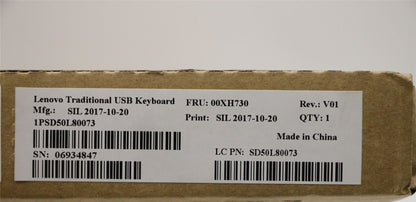 Lenovo Traditional USB Keyboard FRU: 00XH730 Rev.: V01
Mfg.: SIL 2017-10-20 Print: SIL 2017-10-20 QTY: 1
1PSD50L80073
Made in China
SN: 06934847 LC PN: SD50L80073